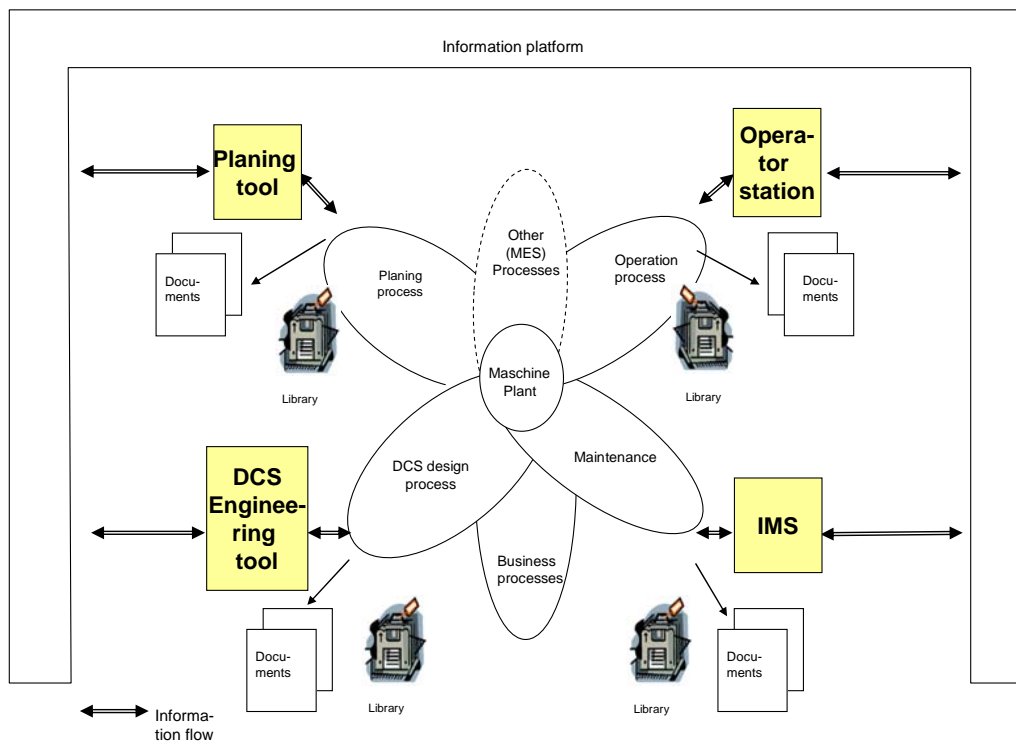 Information platform
Planing
tool
Opera-
tor
station
Docu-
ments
Planing
process
Other
(MES)
Processes
Operation
process
Docu-
ments
Library
Maschine
Plant
Library
DCS
Enginee-
ring
tool
DCS design
process
Maintenance
IMS
Business
processes
Docu-
ments
Library
Library
Docu-
ments
Informa-
tion
flow